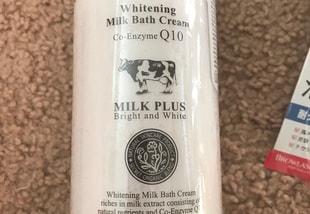 Whitening
Milk Bath Cream
Co-Enzyme Q10
MILK PLUS
Bright and White
Whitening Milk Bath Cream
riches in milk extract consisting of
natural nutrients and Co-Enzyme Q
BROWLAS